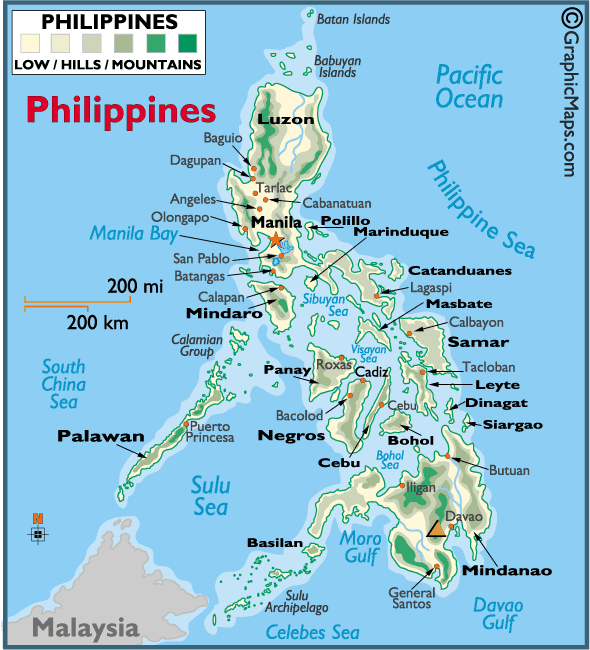 PHILIPPINES
LOW / HILLS / MOUNTAINS
Philippines
©GraphicMaps.com
Batan Islands
Babuyan
Islands
Pacific
Ocean
Luzon
Baguio
Dagupan
Tarlac
Angeles
Cabanatuan
Olongapo
Manila
Polillo
Manila Bay
Marinduque
Philippine Sea
San Pablo
Batangas
Catanduanes
Lagaspi
Calapan
Mindaro
Sibuyan
Sea
Masbate
200 mi
200 km
Calbayon
Samar
Calamian
Group
Visayan
Sea
Roxas
Panay
Cadiz
Tacloban
Leyte
South
China
Sea
Dinagat
Bacolod
Cebu
Siargao
Puerto
Princesa
Palawan
Negros
Bohol
Cebu
Bohol
Sea
Butuan
Sulu
Sea
Iligan
Davao
N
Basilan
Moro
Gulf
Mindanao
General
Santos
Sulu
Archipelago
Davao
Gulf
Malaysia
Celebes Sea